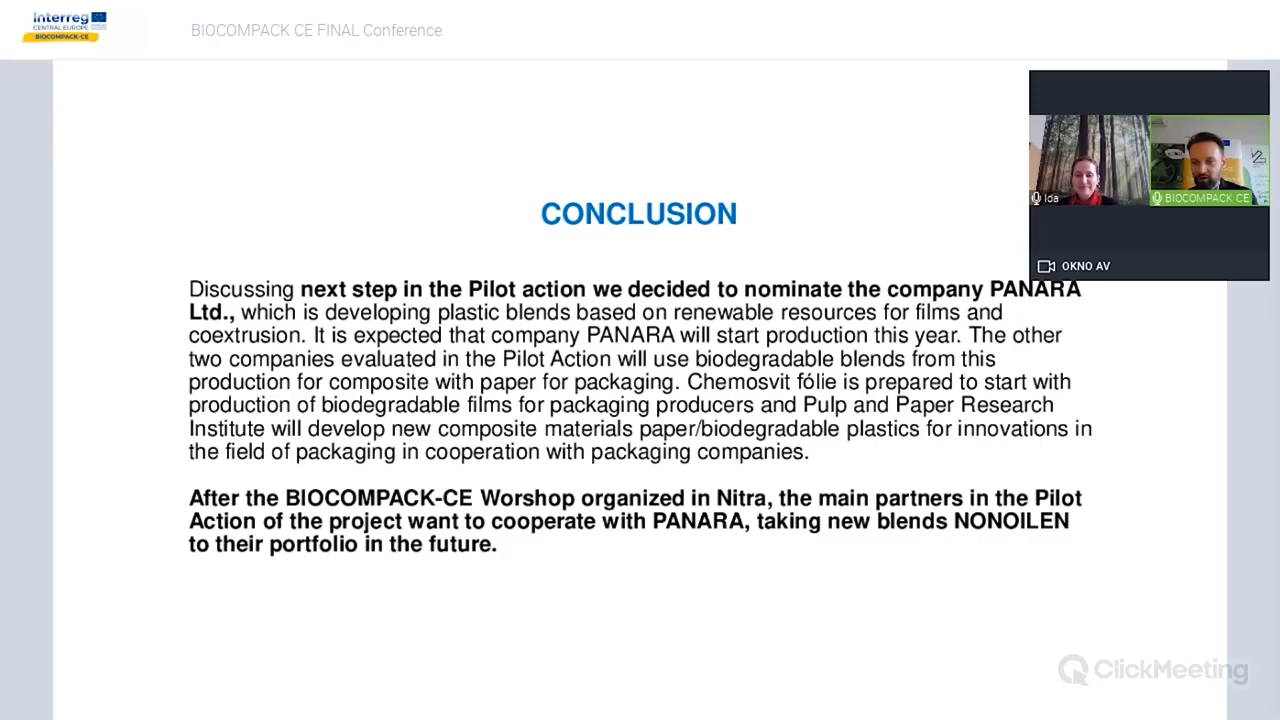 Interreg
CENTRAL EUROPE
BIOCOMPACK-CE
BIOCOMPACK CE FINAL Conference
Ida
BIOCOMPACK CE
OKNO AV
CONCLUSION
Discussing next step in the Pilot action we decided to nominate the company PANARA
Ltd., which is developing plastic blends based on renewable resources for films and
coextrusion. It is expected that company PANARA will start production this year. The other
two companies evaluated in the Pilot Action will use biodegradable blends from this
production for composite with paper for packaging. Chemosvit fólie is prepared to start with
production of biodegradable films for packaging producers and Pulp and Paper Research
Institute will develop new composite materials paper/biodegradable plastics for innovations in
the field of packaging in cooperation with packaging companies.
After the BIOCOMPACK-CE Worshop organized in Nitra, the main partners in the Pilot
Action of the project want to cooperate with PANARA, taking new blends NONOILEN
to their portfolio in the future.
ClickMeeting